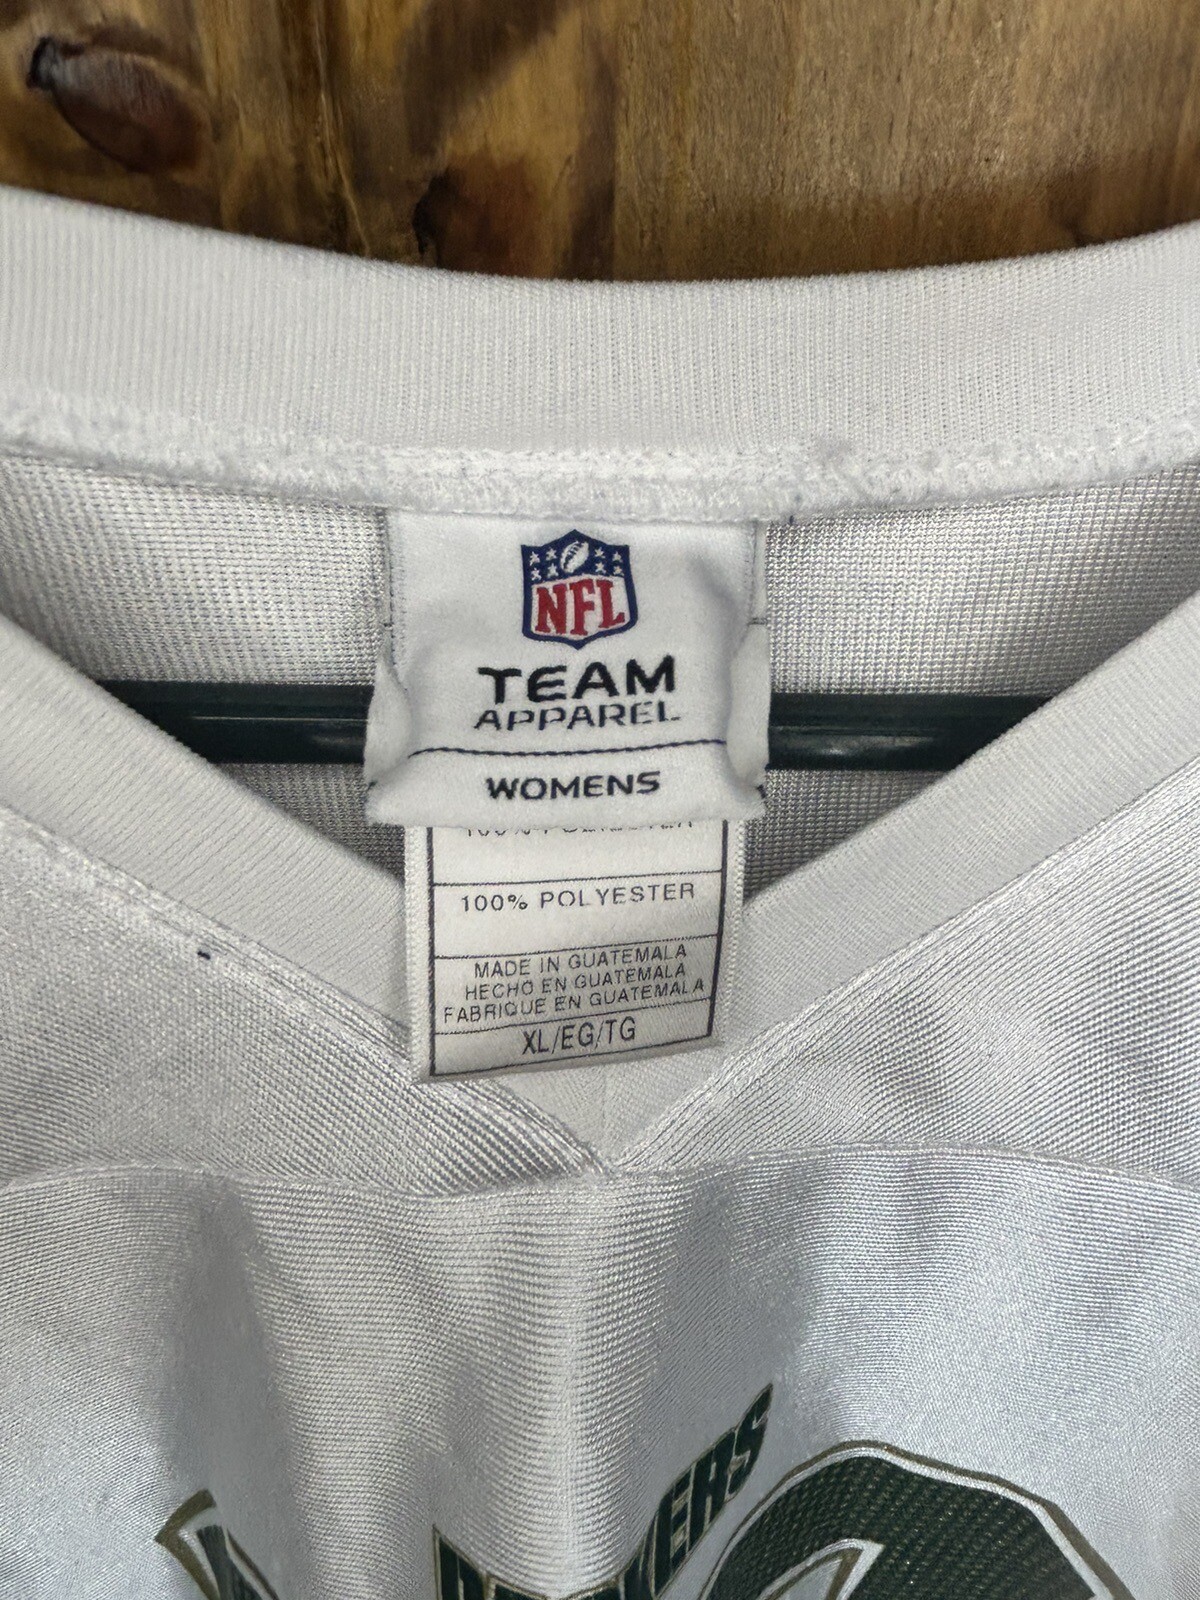 NFL
TEAM
APPAREL
WOMENS
100% POLYESTER
MADE IN GUATEMALA
HECHO EN GUATEMALA
FABRIQUE EN GUATEMALA
XL/EG/TG